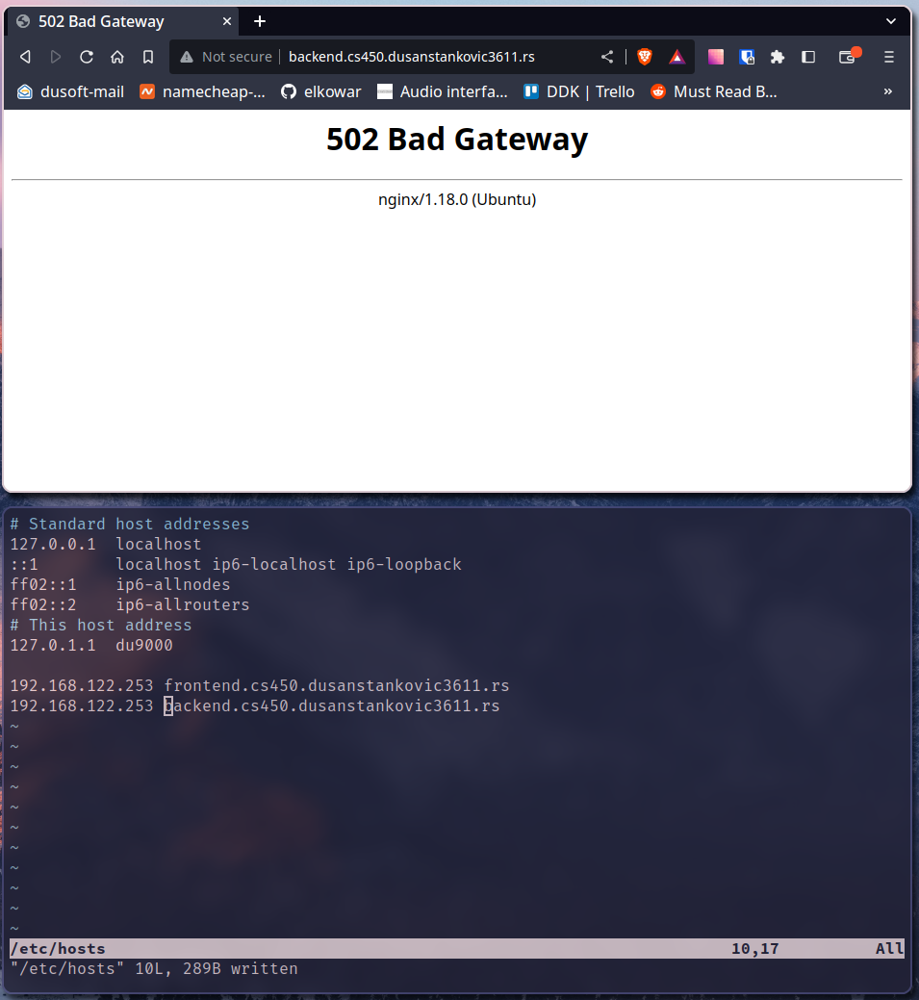 502 Bad Gateway
Not secure backend.cs450.dusanstankovic3611.rs
dusoft-mail namecheap-... elkowar Audio interfa... DDK | Trello Must Read B... »
502 Bad Gateway
nginx/1.18.0 (Ubuntu)
# Standard host addresses
127.0.0.1 localhost
::1 localhost ip6-localhost ip6-loopback
ff02::1 ip6-allnodes
ff02::2 ip6-allrouters
# This host address
127.0.1.1 du9000
192.168.122.253 frontend.cs450.dusanstankovic3611.rs
192.168.122.253 backend.cs450.dusanstankovic3611.rs
~
~
~
~
~
~
~
~
~
~
~
/etc/hosts 10,17 All
"/etc/hosts" 10L, 289B written